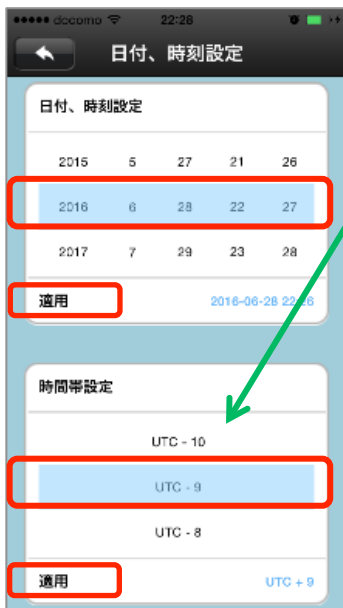 docomo 22:28
日付、時刻設定
日付、時刻設定
2015 5 27 21 26
2016 6 28 22 27
2017 7 29 23 28
適用 2016-06-28 22:26
時間帯設定
UTC - 10
UTC - 9
UTC - 8
適用 UTC + 9